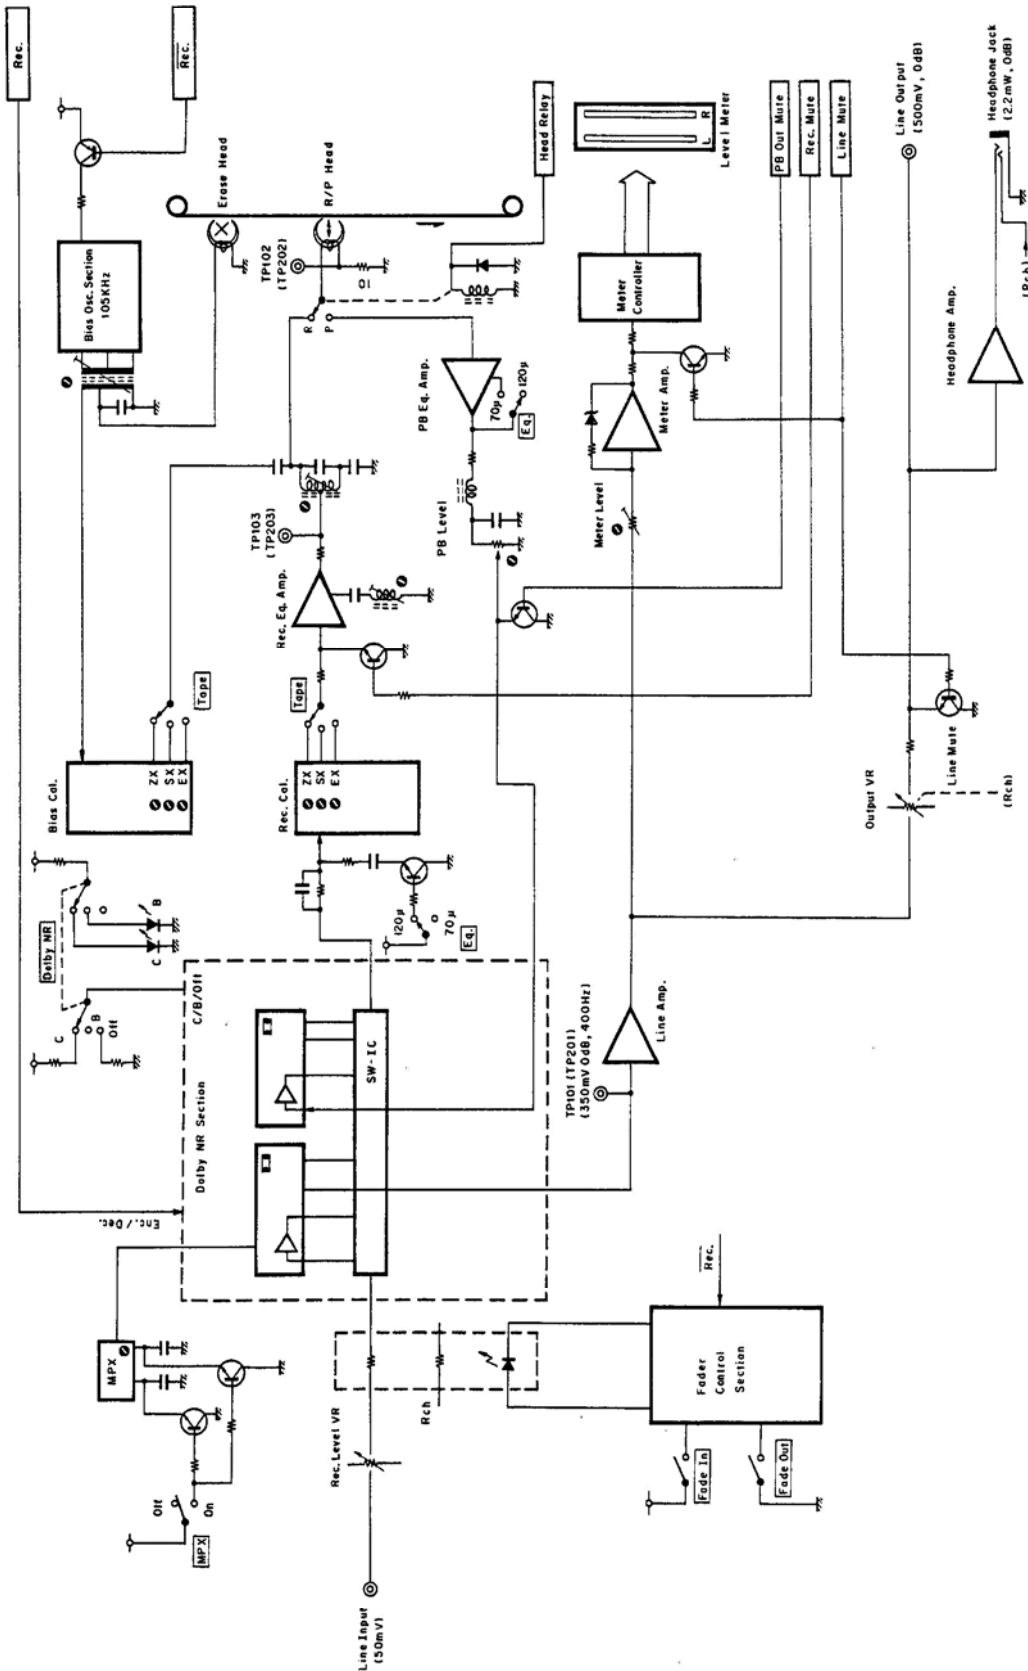 Line Input
(50mV)
MPX
Off
On
MPX
Rec. Level VR
Rch
Fade In
Fade Out
Fader
Control
Section
Rec.
Enc./Dec.
Dolby NR Section
C/B/Off
SW-IC
C
B
Off
Dolby NR
C
B
120μ
70μ
Eq.
TP101 (TP201)
(350mV 0dB, 400Hz)
Line Amp.
Bias Cal.
ZX
SX
EX
Tape
Rec. Cal.
ZX
SX
EX
Tape
Rec. Eq. Amp.
TP103
(TP203)
Output VR
(Rch)
Line Mute
PB Level
PB Eq. Amp.
70μ
120μ
Eq.
Meter Level
Meter Amp.
Meter
Controller
Level Meter
L
R
Bias Osc. Section
105KHz
Rec.
Rec.
Erase Head
R/P Head
TP102
(TP202)
10
R
P
Head Relay
PB Out Mute
Rec. Mute
Line Mute
Headphone Amp.
Line Output
(500mV, 0dB)
Headphone Jack
(2.2mW, 0dB)
(Rch)